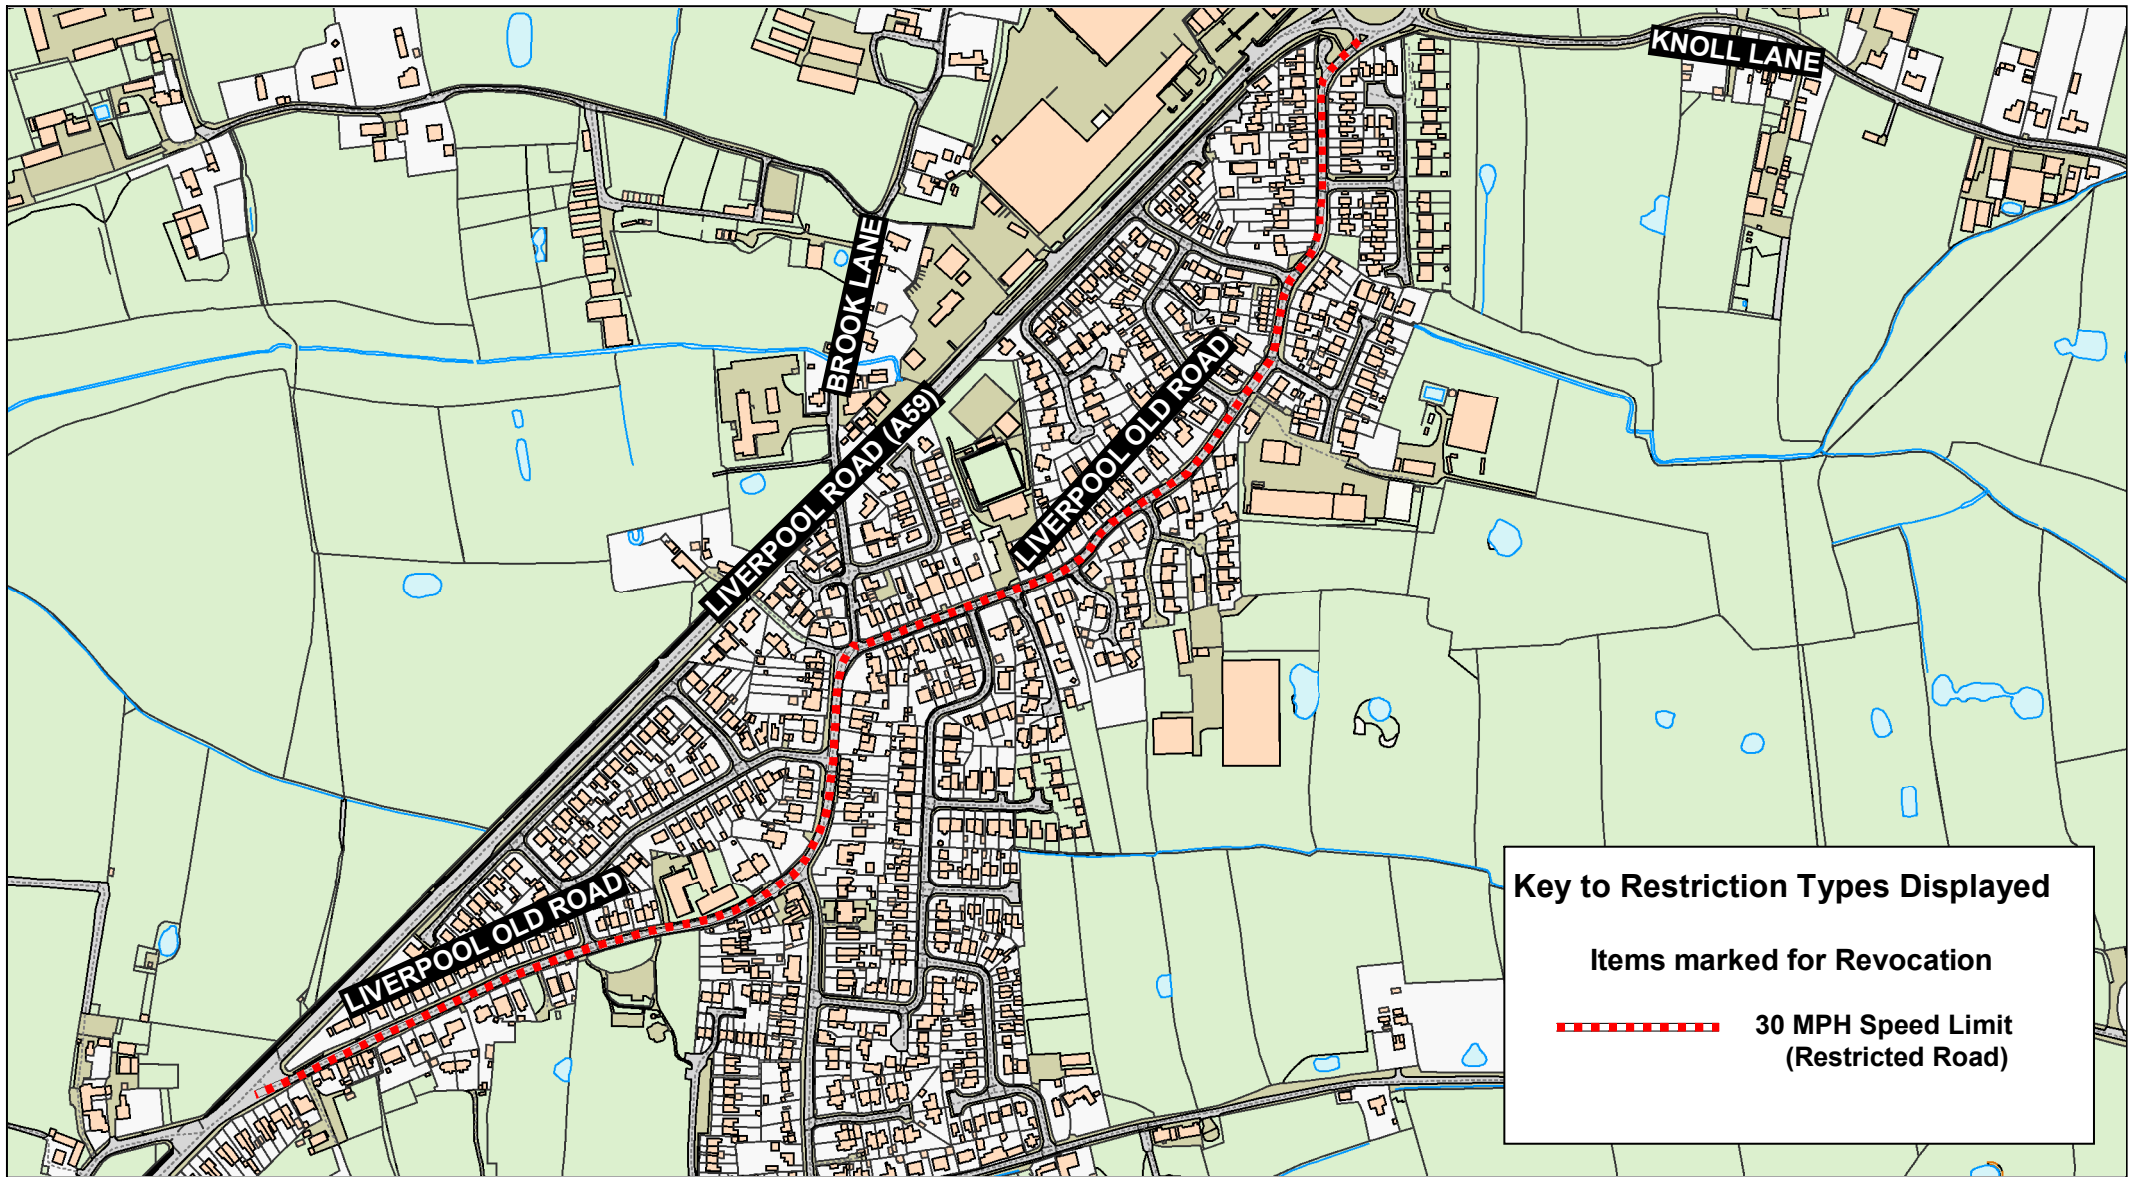 KNOLL LANE
BROOK LANE
LIVERPOOL ROAD (A59)
LIVERPOOL OLD ROAD
LIVERPOOL OLD ROAD
Key to Restriction Types Displayed
Items marked for Revocation
30 MPH Speed Limit
(Restricted Road)